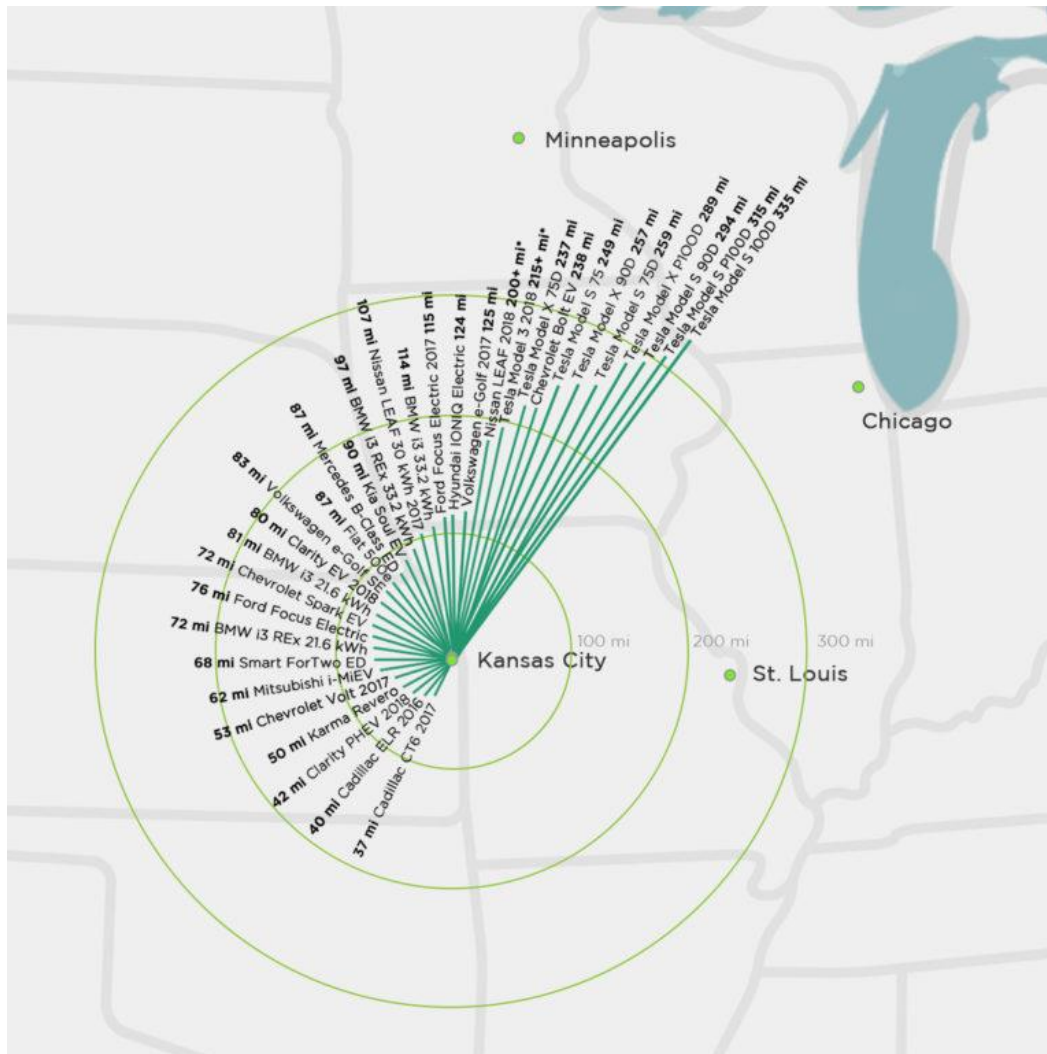 Minneapolis
Chicago
St. Louis
Kansas City
100 mi
200 mi
300 mi
37 mi Cadillac CT6 2017
40 mi Cadillac ELR 2016
42 mi Clarity PHEV 2018
50 mi Karma Revero
53 mi Chevrolet Volt 2017
62 mi Mitsubishi i-MiEV
68 mi Smart ForTwo ED
72 mi BMW i3 REx 21.6 kWh
76 mi Ford Focus Electric
72 mi Chevrolet Spark EV
81 mi BMW i3 21.6 kWh
80 mi Clarity EV 2018
83 mi Volkswagen e-Golf Sme
87 mi Fiat 500e
87 mi Mercedes B-Class ED
90 mi Kia Soul EV
97 mi BMW i3 REx 33.2 kWh
107 mi Nissan LEAF 30 kWh 2017
114 mi BMW i3 33.2 kWh
Ford Focus Electric 2017 115 mi
Hyundai IONIQ Electric 124 mi
Volkswagen e-Golf 2017 125 mi
Nissan LEAF 2018 200+ mi*
Tesla Model 3 2018 215+ mi*
Tesla Model X 75D 237 mi
Chevrolet Bolt EV 238 mi
Tesla Model S 75 249 mi
Tesla Model X 90D 257 mi
Tesla Model S 75D 259 mi
Tesla Model X P100D 289 mi
Tesla Model S 90D 294 mi
Tesla Model S P100D 315 mi
Tesla Model S 100D 335 mi